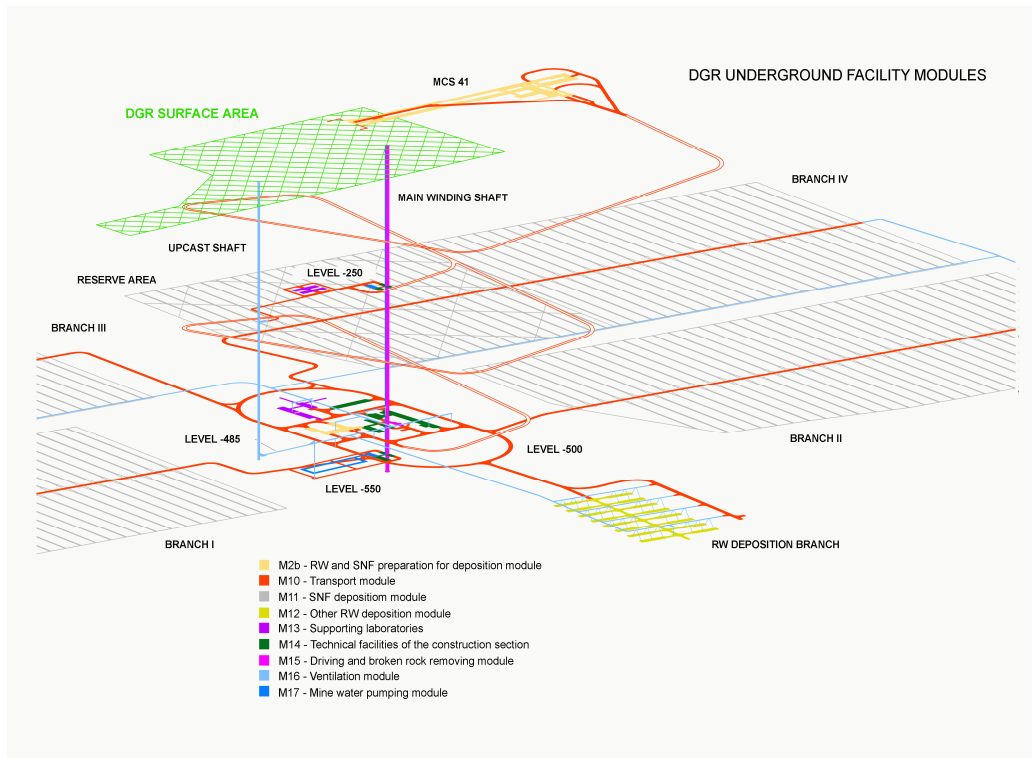 MCS 41
DGR UNDERGROUND FACILITY MODULES
DGR SURFACE AREA
BRANCH IV
MAIN WINDING SHAFT
UPCAST SHAFT
LEVEL -250
RESERVE AREA
BRANCH III
LEVEL -485
BRANCH II
LEVEL -500
LEVEL -550
BRANCH I
RW DEPOSITION BRANCH
M2b - RW and SNF preparation for deposition module
M10 - Transport module
M11 - SNF depositiom module
M12 - Other RW deposition module
M13 - Supporting laboratories
M14 - Technical facilities of the construction section
M15 - Driving and broken rock removing module
M16 - Ventilation module
M17 - Mine water pumping module